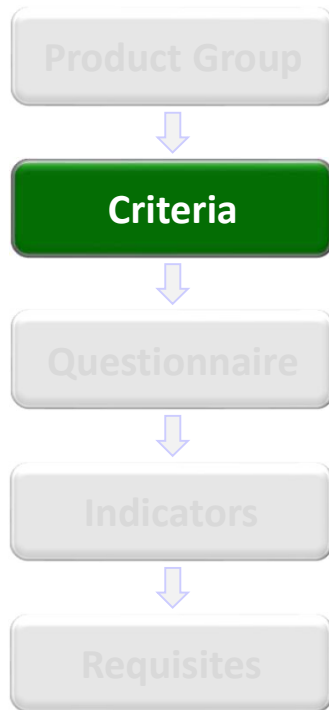 Product Group
Criteria
Questionnaire
Indicators
Requisites